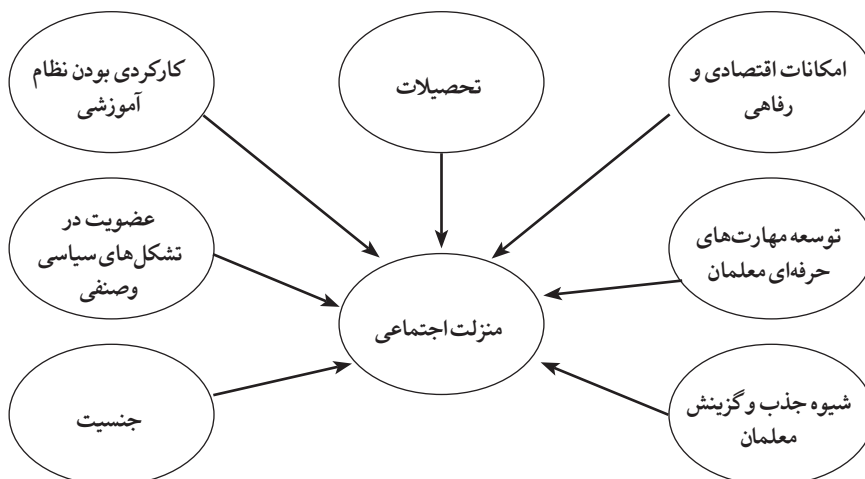 امکانات اقتصادی و
رفاهی
تحصیلات
کارکردی بودن نظام
آموزشی
توسعه مهارت‌های
حرفه‌ای معلمان
عضویت در
تشکل‌های سیاسی
وصنفی
منزلت اجتماعی
شیوه جذب و گزینش
معلمان
جنسیت